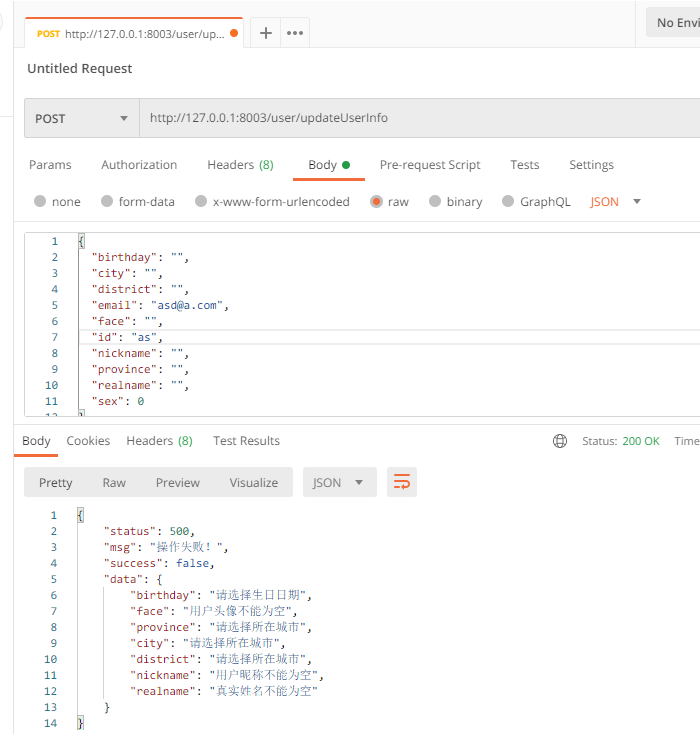 POST http://127.0.0.1:8003/user/up...
No Envi
Untitled Request
POST http://127.0.0.1:8003/user/updateUserInfo
Params Authorization Headers (8) Body Pre-request Script Tests Settings
none form-data x-www-form-urlencoded raw binary GraphQL JSON
1 {
2 "birthday": "",
3 "city": "",
4 "district": "",
5 "email": "asd@a.com",
6 "face": "",
7 "id": "as",
8 "nickname": "",
9 "province": "",
10 "realname": "",
11 "sex": 0
12 }
Body Cookies Headers (8) Test Results Status: 200 OK Time
Pretty Raw Preview Visualize JSON
1 {
2 "status": 500,
3 "msg": "操作失败！",
4 "success": false,
5 "data": {
6 "birthday": "请选择生日日期",
7 "face": "用户头像不能为空",
8 "province": "请选择所在城市",
9 "city": "请选择所在城市",
10 "district": "请选择所在城市",
11 "nickname": "用户昵称不能为空",
12 "realname": "真实姓名不能为空"
13 }
14 }